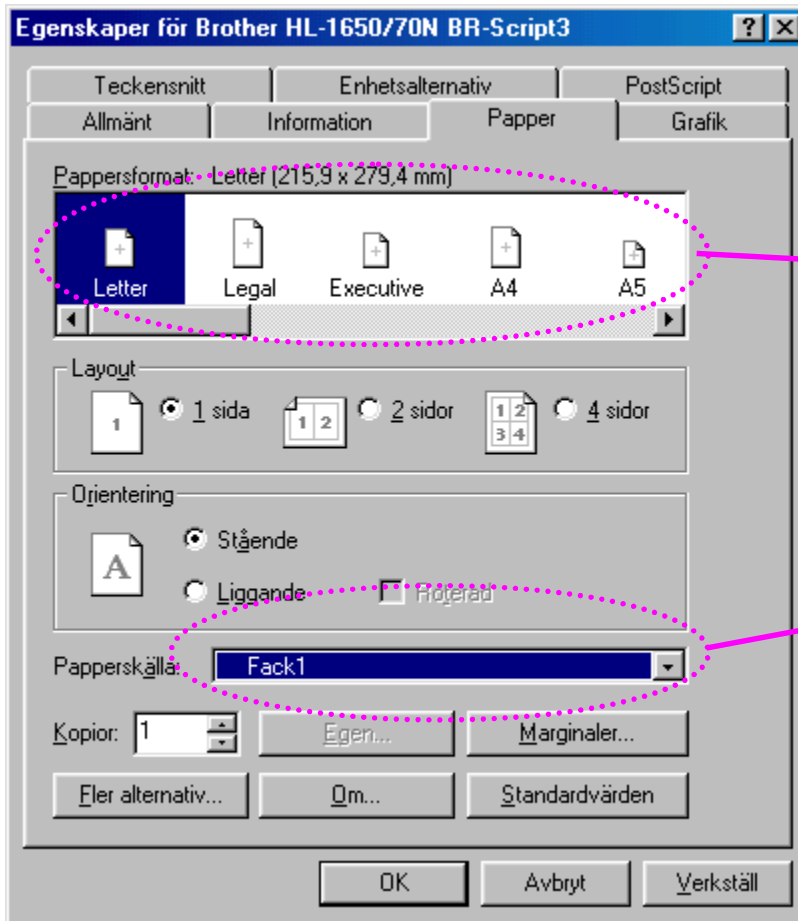 Egenskaper för Brother HL-1650/70N BR-Script3
Teckensnitt Enhetsalternativ PostScript
Allmänt Information Papper Grafik
Pappersformat: Letter (215,9 x 279,4 mm)
Letter Legal Executive A4 A5
Layout
1 1 sida 1 2 2 sidor 1 2 4 sidor
3 4
Orientering
A Stående
Liggande Roterad
Papperskälla: Fack1
Kopior: 1 Egen... Marginaler...
Fler alternativ... Om... Standardvärden
OK Avbryt Verkställ